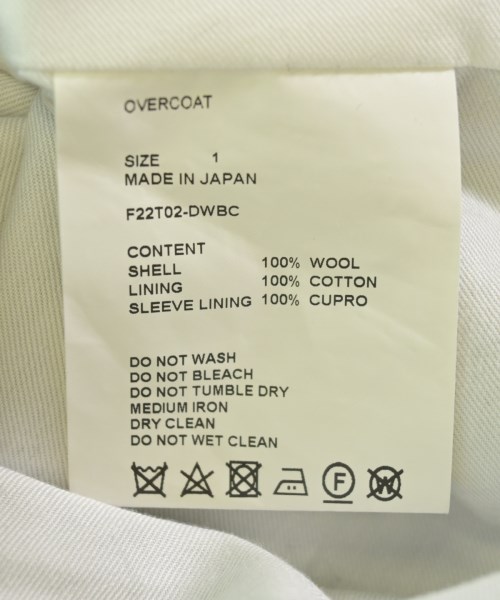 OVERCOAT
SIZE 1
MADE IN JAPAN
F22T02-DWBC
CONTENT
SHELL 100% WOOL
LINING 100% COTTON
SLEEVE LINING 100% CUPRO
DO NOT WASH
DO NOT BLEACH
DO NOT TUMBLE DRY
MEDIUM IRON
DRY CLEAN
DO NOT WET CLEAN
F W